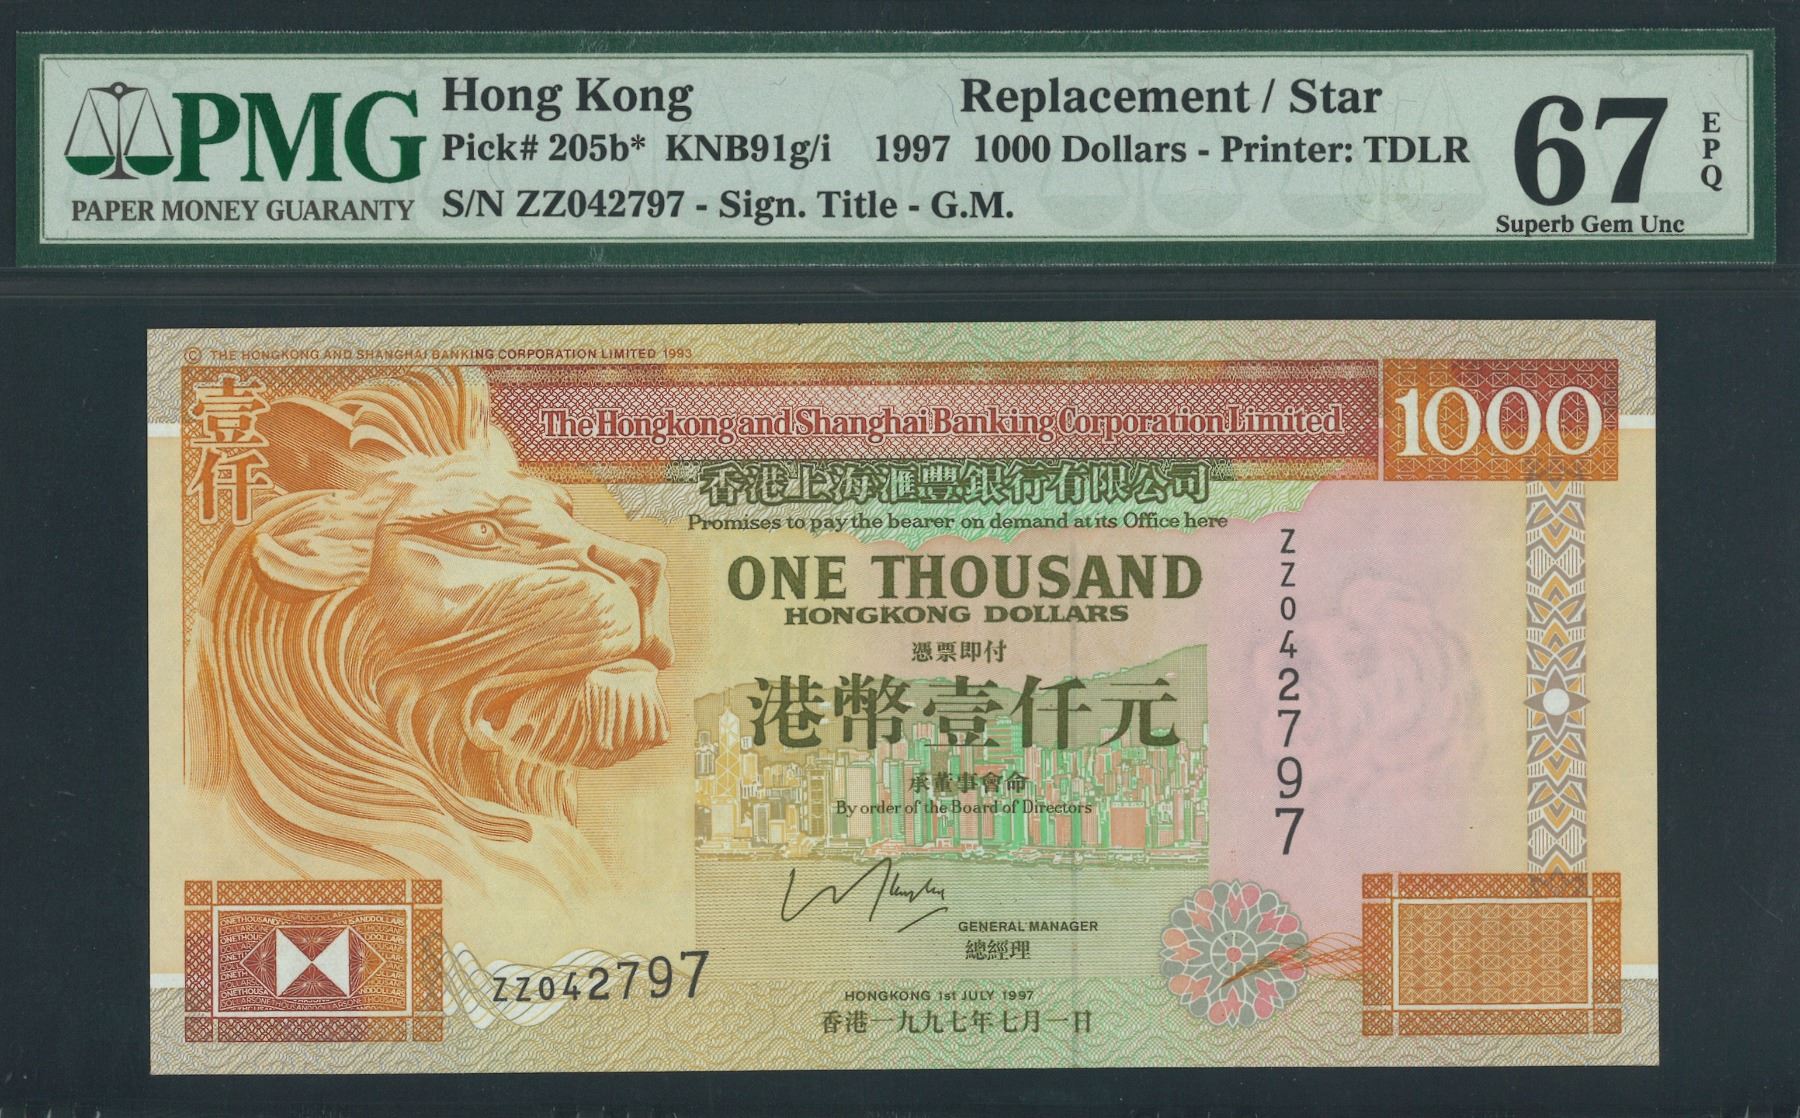 PMG
PAPER MONEY GUARANTY
Hong Kong Replacement / Star
Pick# 205b* KNB91g/i 1997 1000 Dollars - Printer: TDLR
S/N ZZ042797 - Sign. Title - G.M.
67
EPQ
Superb Gem Unc
© THE HONGKONG AND SHANGHAI BANKING CORPORATION LIMITED 1993
壹仟
The Hongkong and Shanghai Banking Corporation Limited
1000
香港上海滙豐銀行有限公司
Promises to pay the bearer on demand at its Office here
ONE THOUSAND
HONGKONG DOLLARS
憑票即付
港幣壹仟元
承董事會命
By order of the Board of Directors
ZZ042797
GENERAL MANAGER
總經理
ZZ042797
HONGKONG 1st JULY 1997
香港一九九七年七月一日